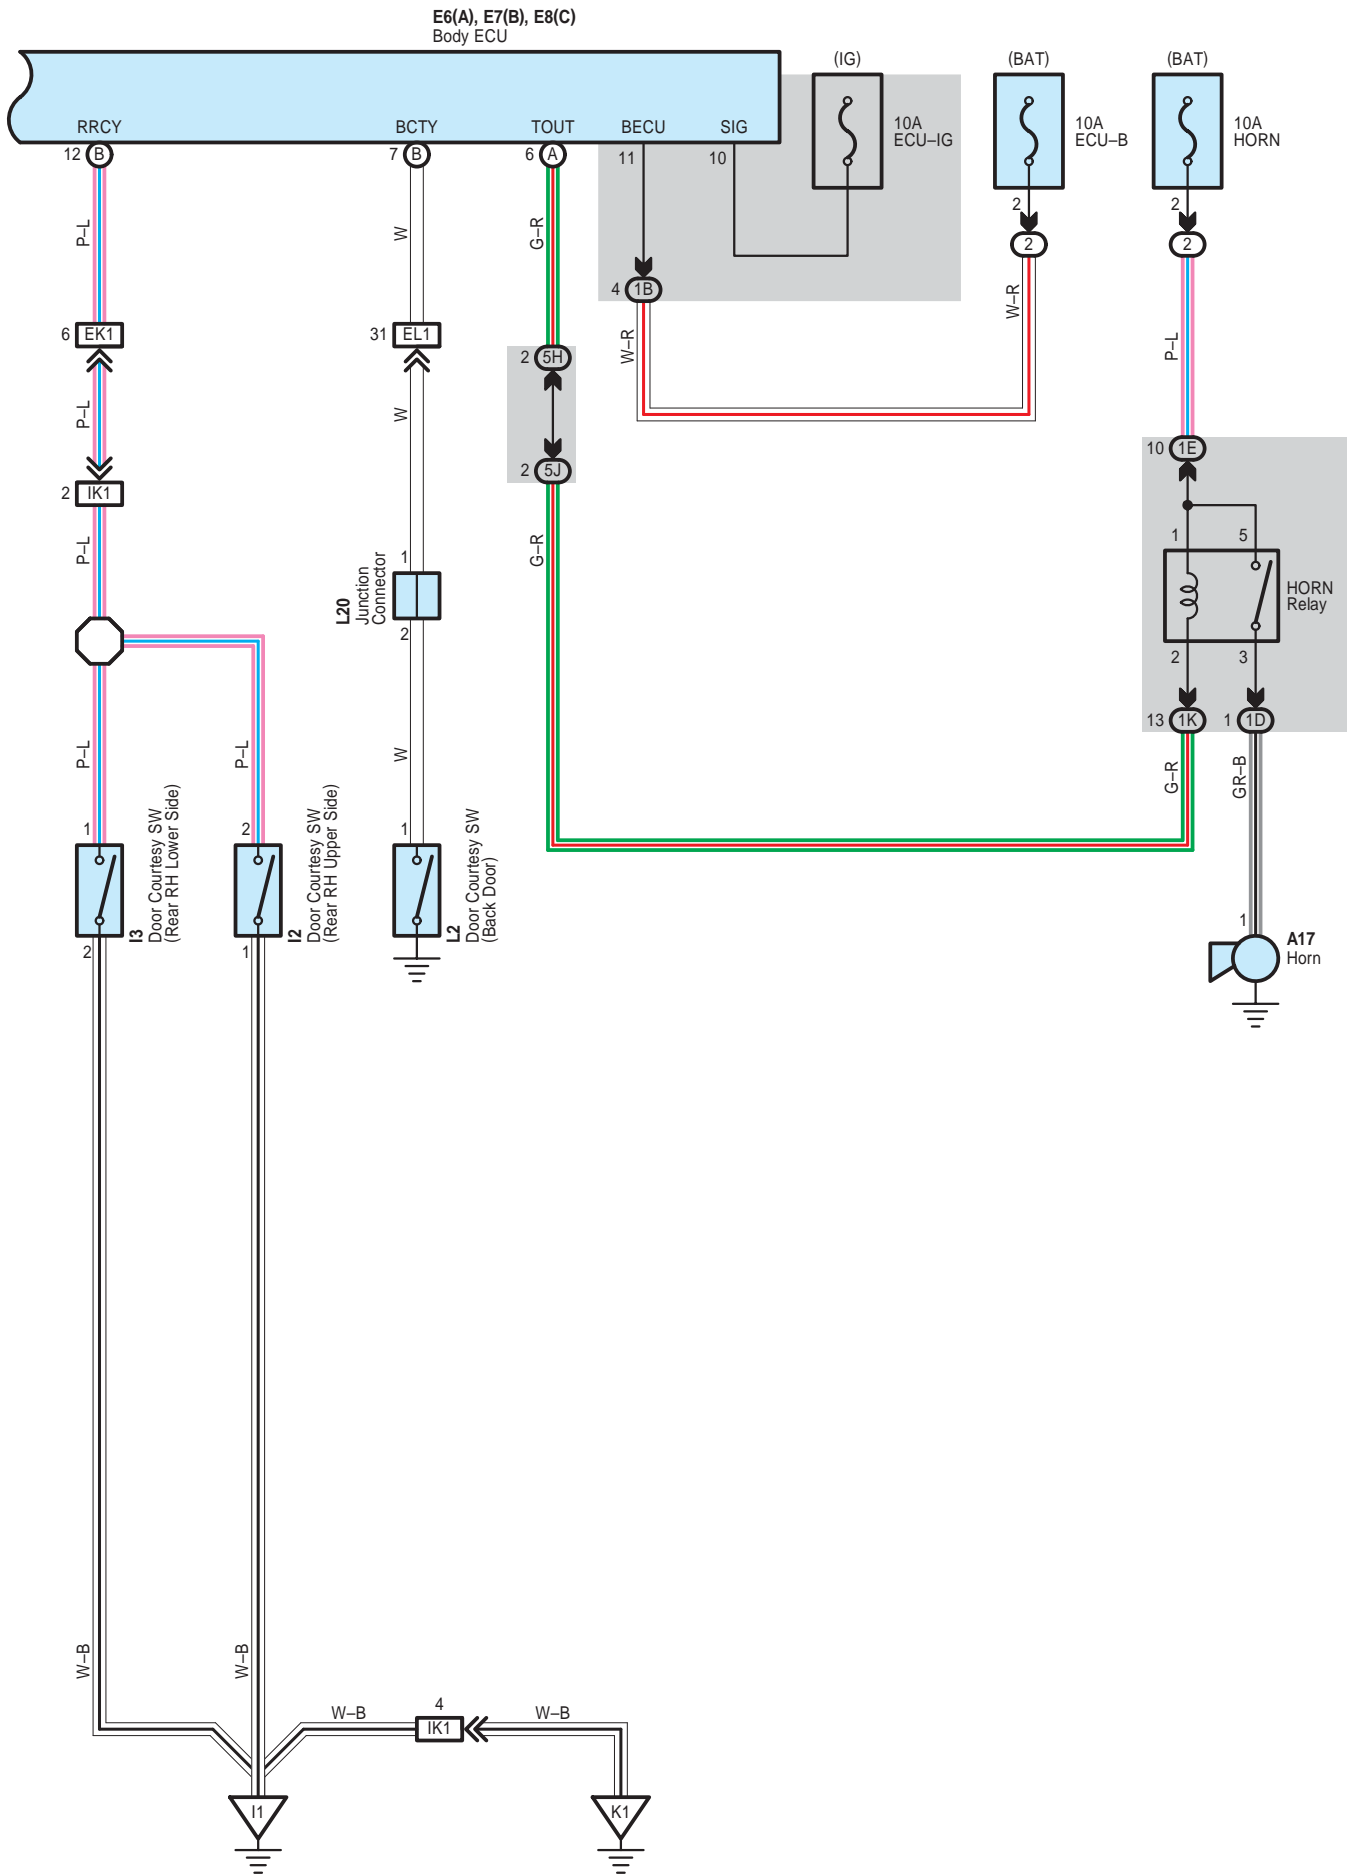 E6(A), E7(B), E8(C)
Body ECU
(IG)
(BAT)
(BAT)
10A
ECU–IG
10A
ECU–B
10A
HORN
RRCY
BCTY
TOUT
BECU
SIG
12
B
7
B
6
A
11
10
2
2
2
2
P–L
W
G–R
4
1B
W–R
W–R
P–L
6
EK1
31
EL1
2
5H
P–L
W
10
1E
2
5J
2
IK1
P–L
G–R
1
5
1
L20
Junction
Connector
2
HORN
Relay
2
3
13
1K
1
1D
P–L
P–L
W
G–R
GR–B
1
2
1
I3
Door Courtesy SW
(Rear RH Lower Side)
I2
Door Courtesy SW
(Rear RH Upper Side)
L2
Door Courtesy SW
(Back Door)
2
1
1
A17
Horn
W–B
W–B
W–B
4
IK1
W–B
I1
K1